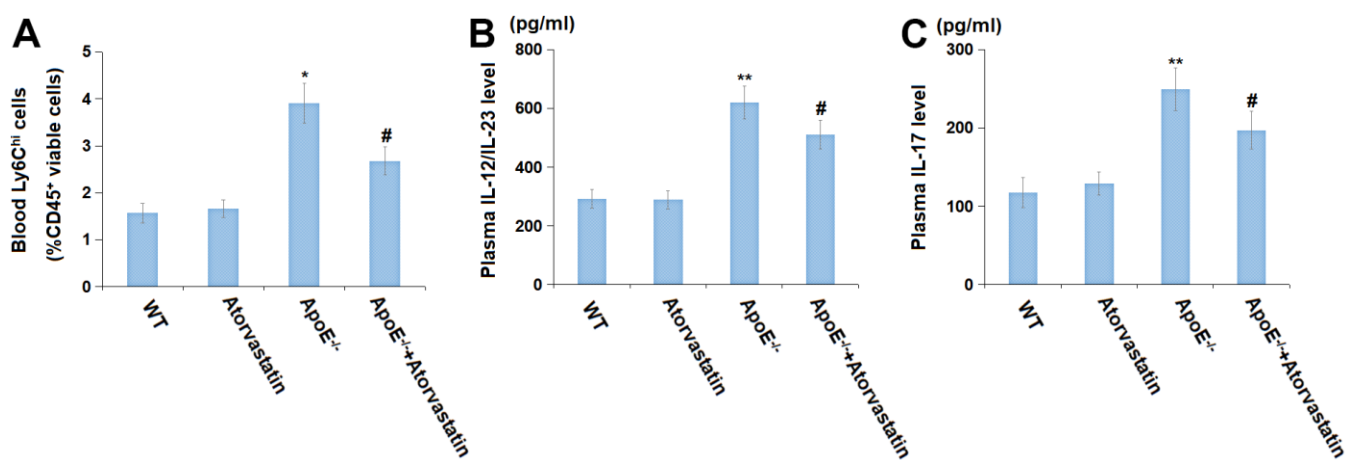 A
Blood Ly6Cʰⁱ cells
(%CD45⁺ viable cells)
5
4
3
2
1
0
*
#
WT
Atorvastatin
ApoE⁻/⁻
ApoE⁻/⁻+Atorvastatin
B
(pg/ml)
Plasma IL-12/IL-23 level
800
600
400
200
0
**
#
WT
Atorvastatin
ApoE⁻/⁻
ApoE⁻/⁻+Atorvastatin
C
(pg/ml)
Plasma IL-17 level
300
200
100
0
**
#
WT
Atorvastatin
ApoE⁻/⁻
ApoE⁻/⁻+Atorvastatin